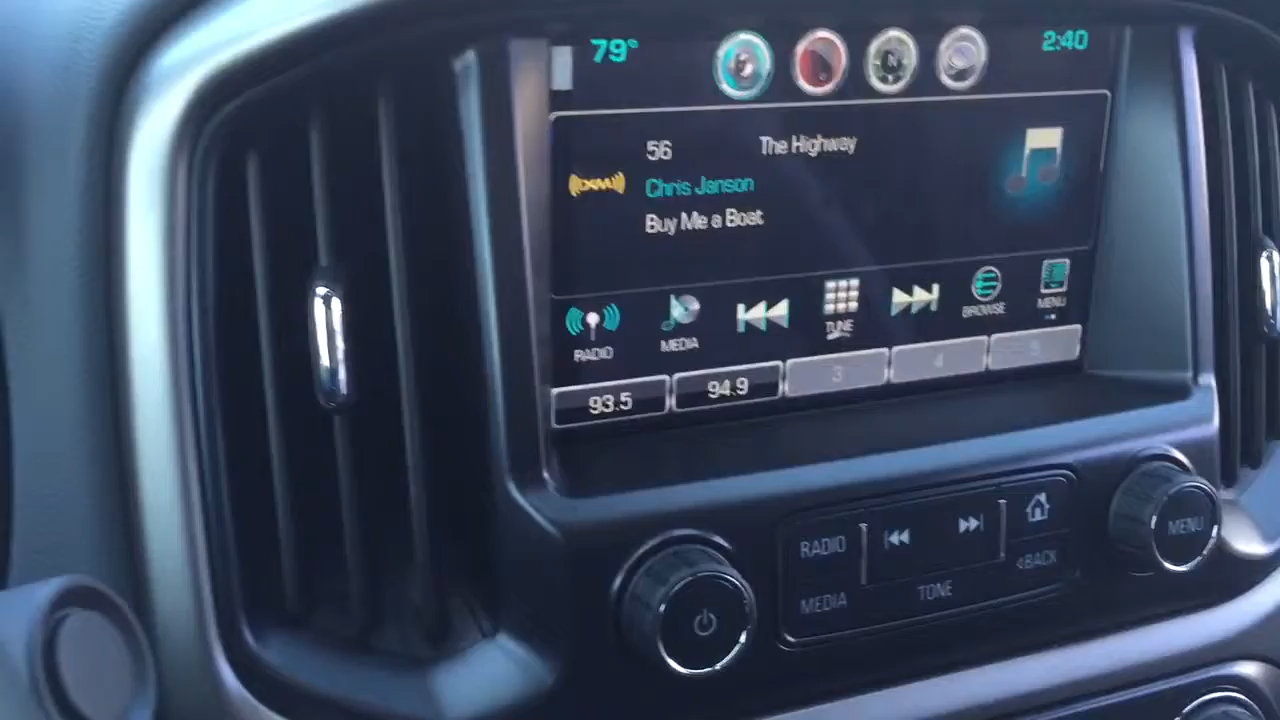 79°
N
2:40
56 The Highway
((XM))
Chris Janson
Buy Me a Boat
RADIO MEDIA TUNE BROWSE MENU
93.5 94.9 3 4 5
RADIO
MEDIA
TONE
<BACK
MENU